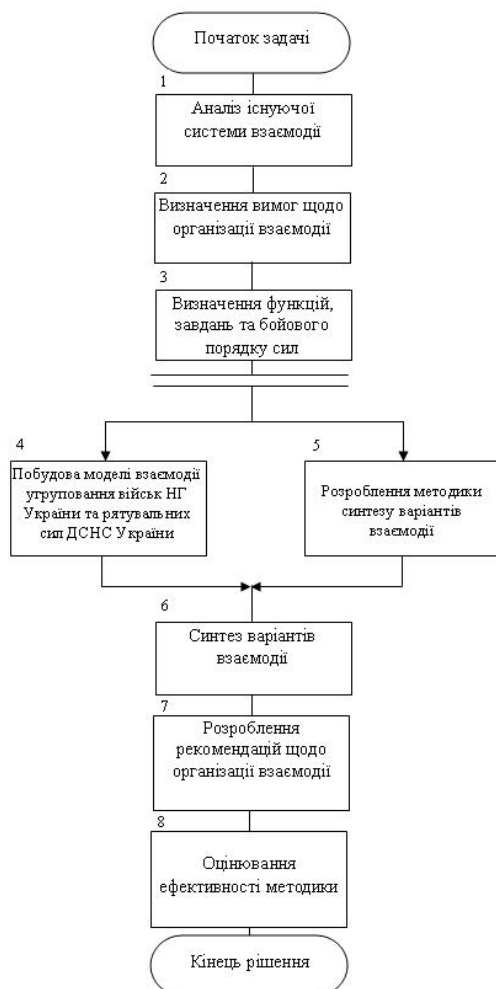 Початок задачі
1
Аналіз існуючої
системи взаємодії
2
Визначення вимог щодо
організації взаємодії
3
Визначення функцій,
завдань та бойового
порядку сил
4
Побудова моделі взаємодії
угруповання військ НГ
України та рятувальних
сил ДСНС України
5
Розроблення методики
синтезу варіантів
взаємодії
6
Синтез варіантів
взаємодії
7
Розроблення
рекомендацій щодо
організації взаємодії
8
Оцінювання
ефективності методики
Кінець рішення